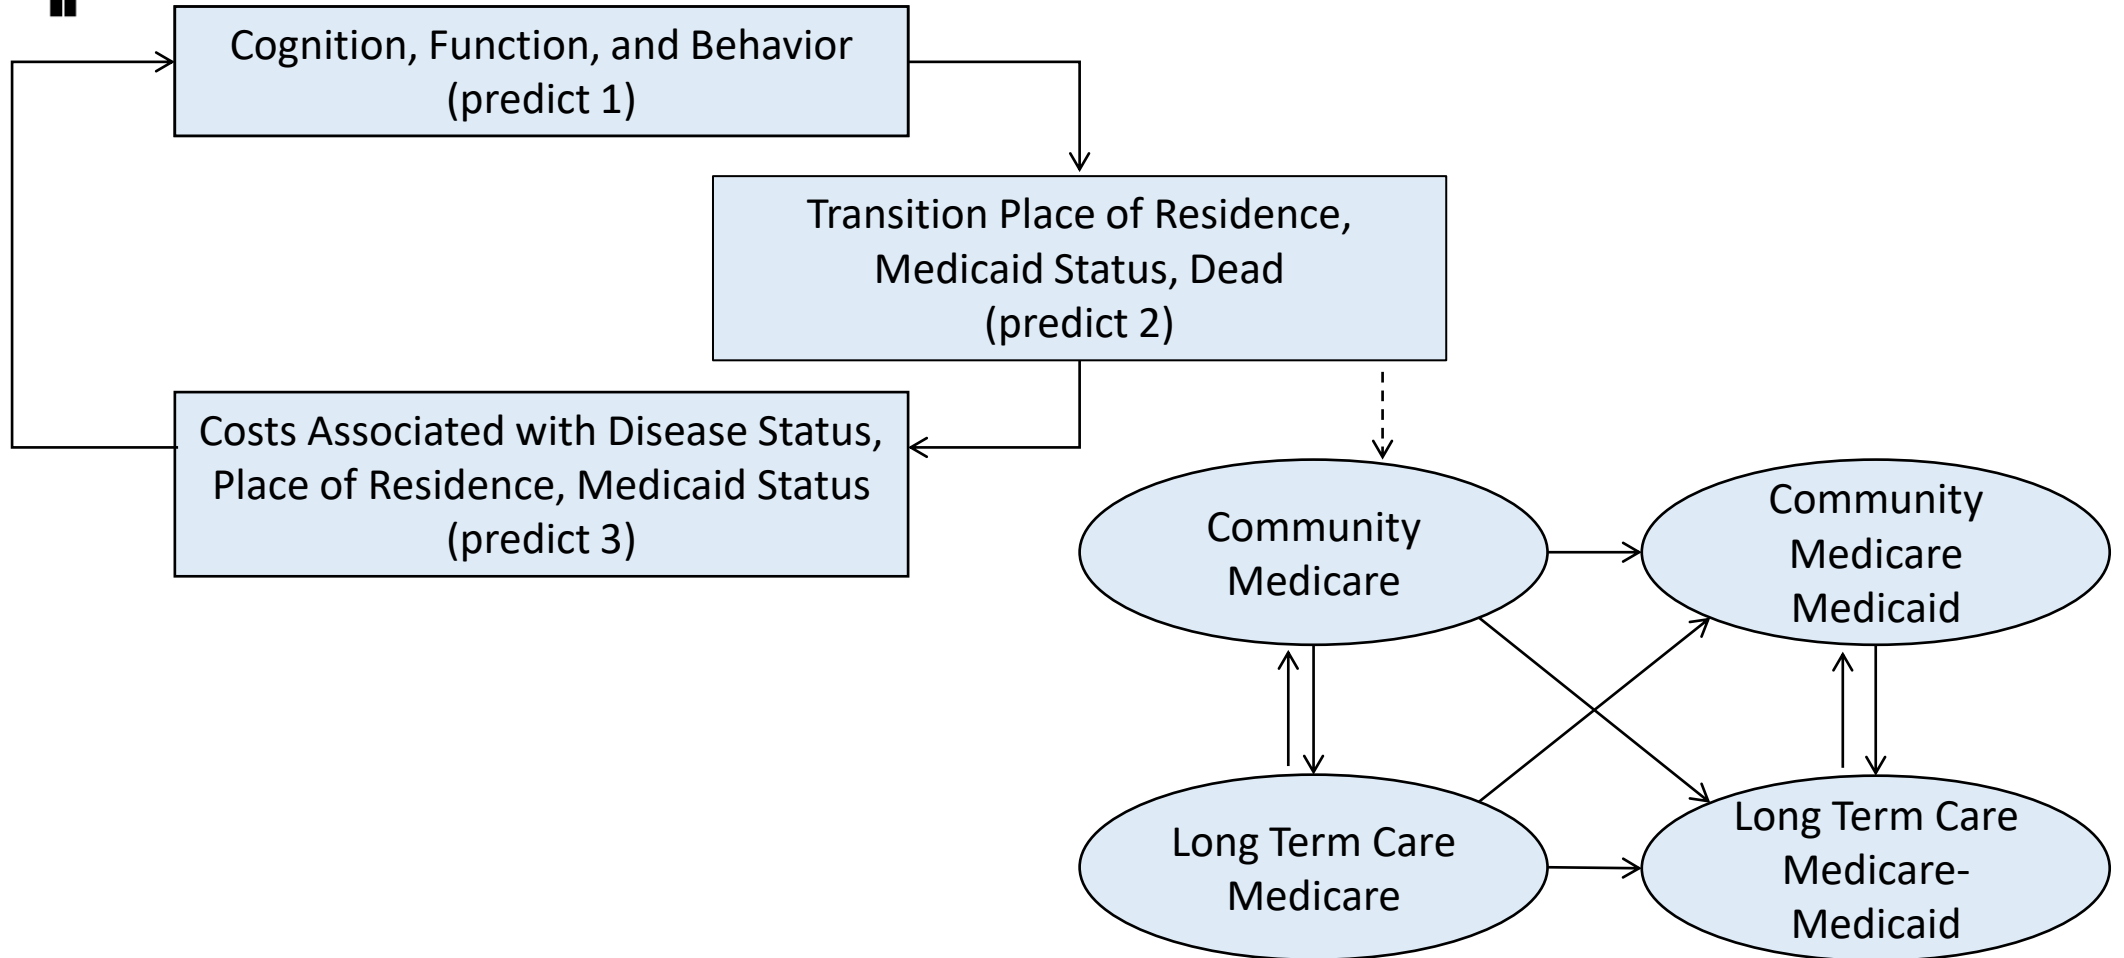 Cognition, Function, and Behavior
(predict 1)
Transition Place of Residence,
Medicaid Status, Dead
(predict 2)
Costs Associated with Disease Status,
Place of Residence, Medicaid Status
(predict 3)
Community
Medicare
Community
Medicare
Medicaid
Long Term Care
Medicare
Long Term Care
Medicare-
Medicaid